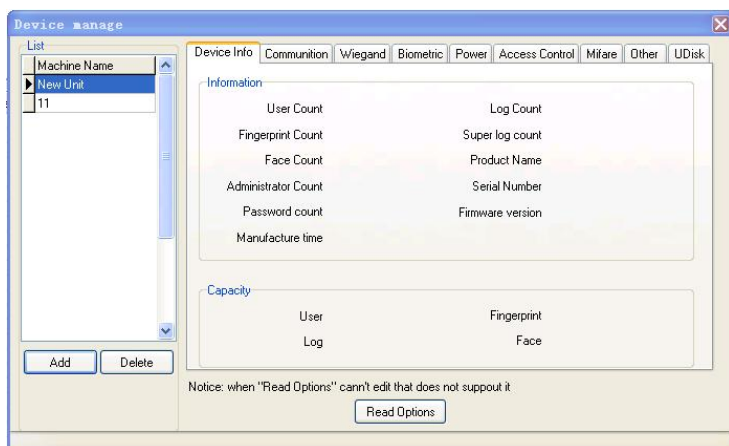 Device manage
List
Machine Name
New Unit
11
Add Delete
Device Info Communition Wiegand Biometric Power Access Control Mifare Other UDisk
Information
User Count Log Count
Fingerprint Count Super log count
Face Count Product Name
Administrator Count Serial Number
Password count Firmware version
Manufacture time
Capacity
User Fingerprint
Log Face
Notice: when "Read Options" cann't edit that does not suppout it
Read Options